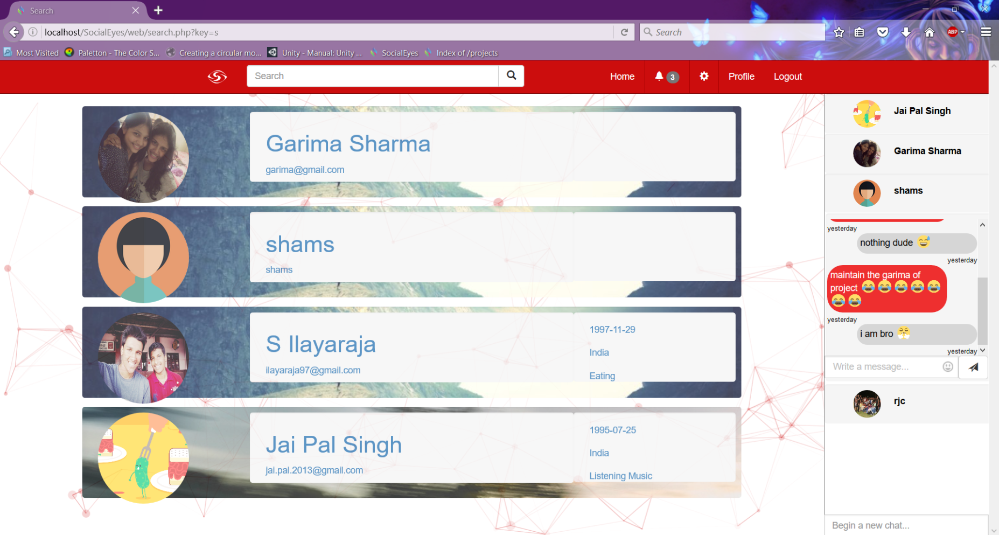 Search
localhost/SocialEyes/web/search.php?key=s
Search
ABP
Most Visited
Paletton - The Color S...
Creating a circular mo...
Unity - Manual: Unity ...
SocialEyes
Index of /projects
Search
Home
3
Profile
Logout
Garima Sharma
garima@gmail.com
shams
shams
S Ilayaraja
ilayaraja97@gmail.com
1997-11-29
India
Eating
Jai Pal Singh
jai.pal.2013@gmail.com
1995-07-25
India
Listening Music
Jai Pal Singh
Garima Sharma
shams
yesterday
nothing dude 😅
yesterday
maintain the garima of
project 😂 😂 😂 😂 😂
😂 😂
yesterday
i am bro 😤
yesterday
Write a message...
rjc
Begin a new chat...